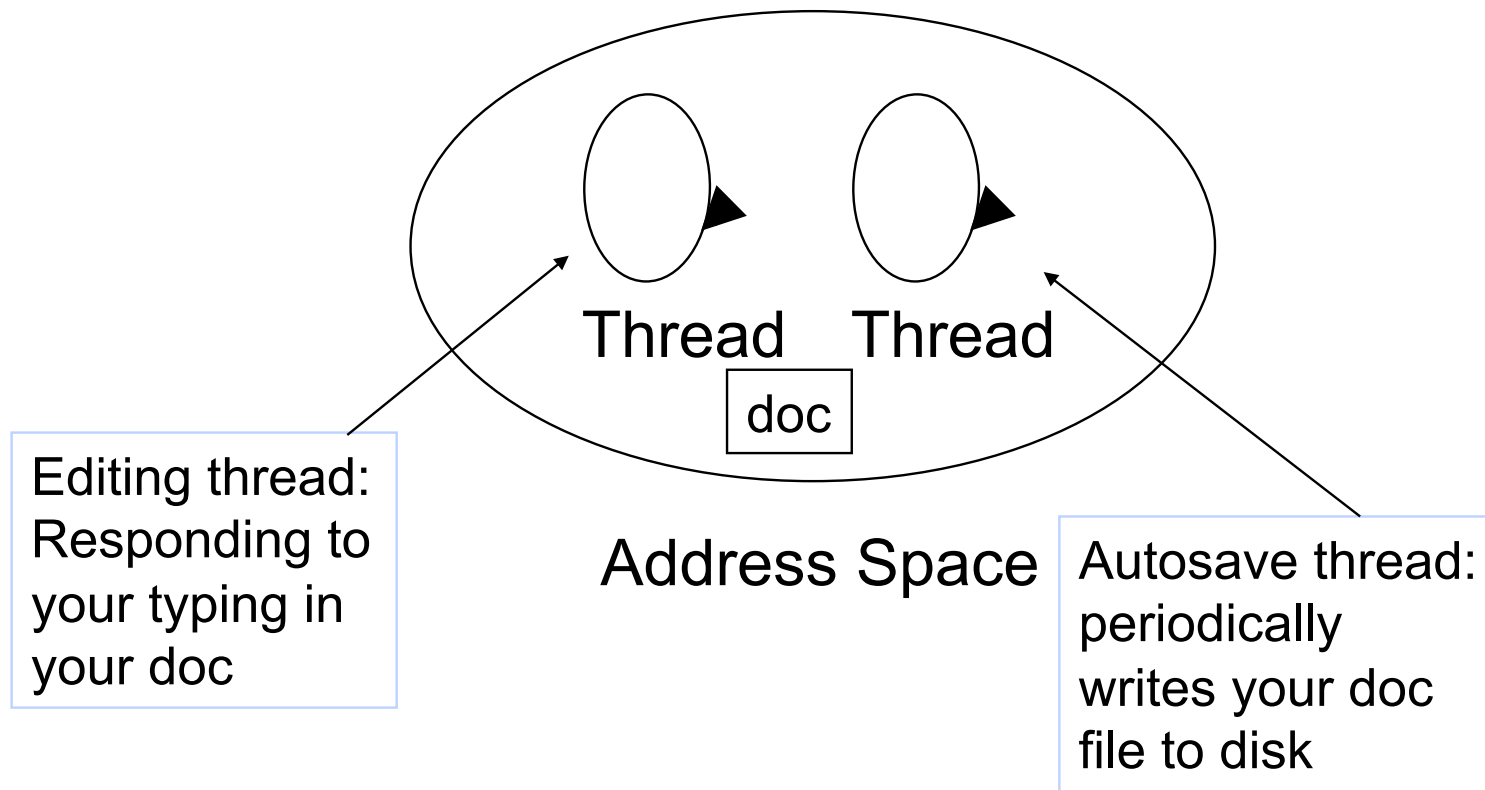 Thread Thread
doc
Editing thread:
Responding to
your typing in
your doc
Address Space
Autosave thread:
periodically
writes your doc
file to disk